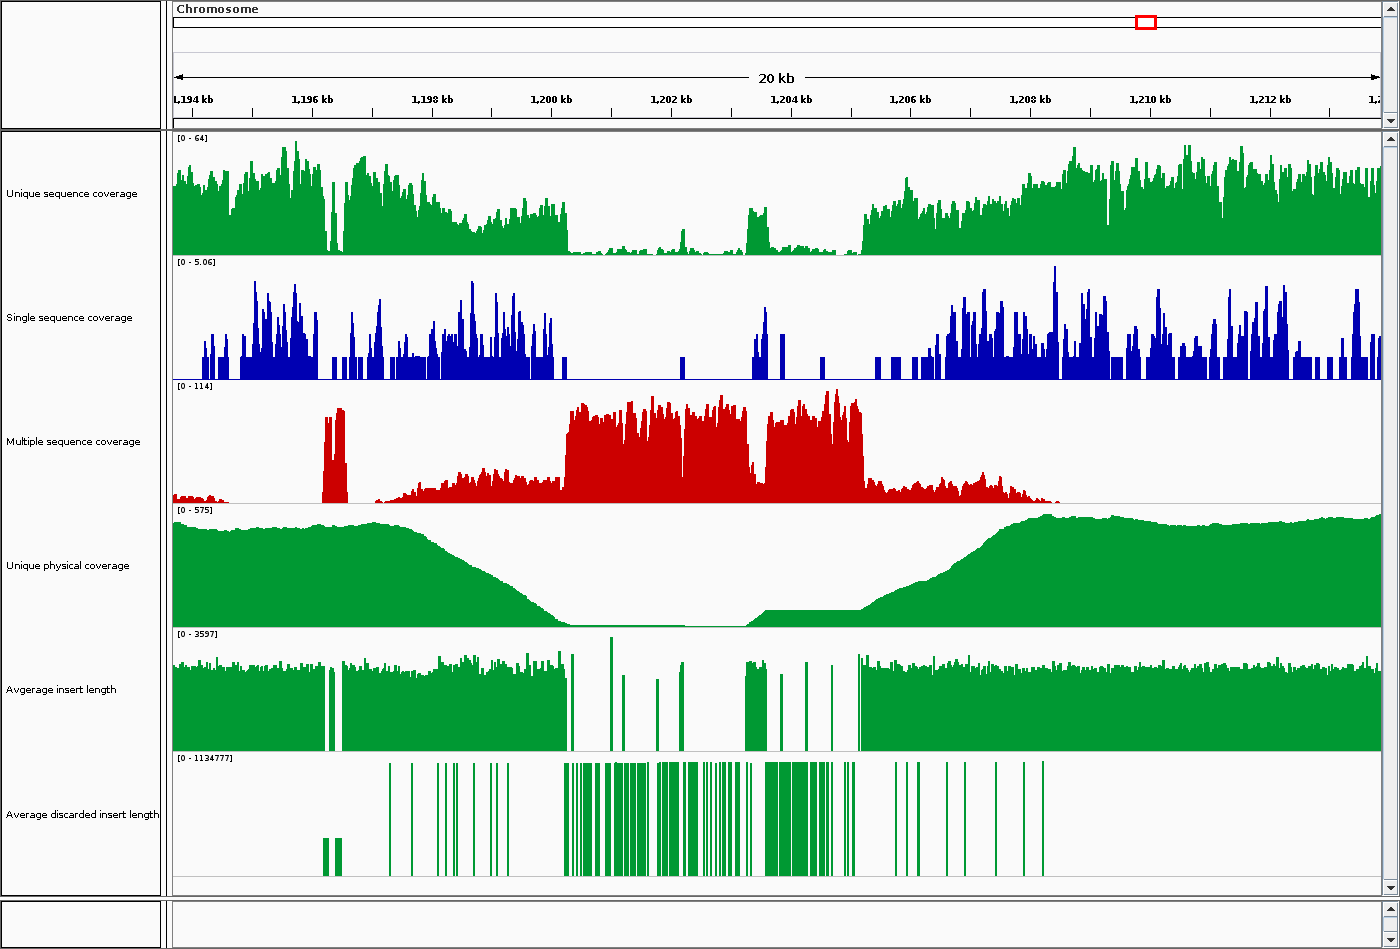 Chromosome
20 kb
1,194 kb 1,196 kb 1,198 kb 1,200 kb 1,202 kb 1,204 kb 1,206 kb 1,208 kb 1,210 kb 1,212 kb 1,2
[0 - 64]
Unique sequence coverage
[0 - 5.06]
Single sequence coverage
[0 - 114]
Multiple sequence coverage
[0 - 575]
Unique physical coverage
[0 - 3597]
Avgerage insert length
[0 - 1134777]
Average discarded insert length